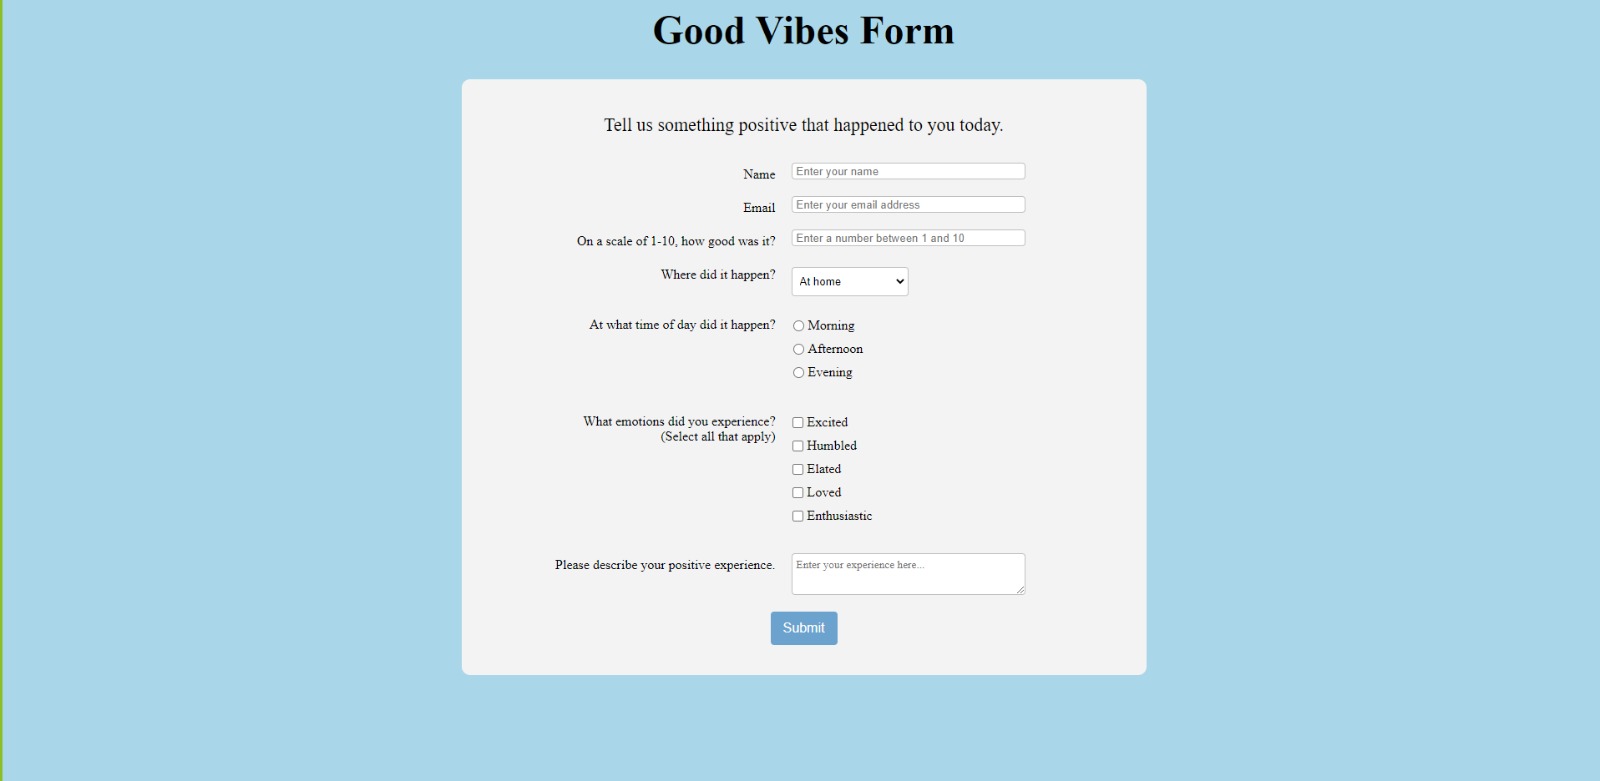 Good Vibes Form
Tell us something positive that happened to you today.
Name
Enter your name
Email
Enter your email address
On a scale of 1-10, how good was it?
Enter a number between 1 and 10
Where did it happen?
At home
At what time of day did it happen?
Morning
Afternoon
Evening
What emotions did you experience?
(Select all that apply)
Excited
Humbled
Elated
Loved
Enthusiastic
Please describe your positive experience.
Enter your experience here...
Submit